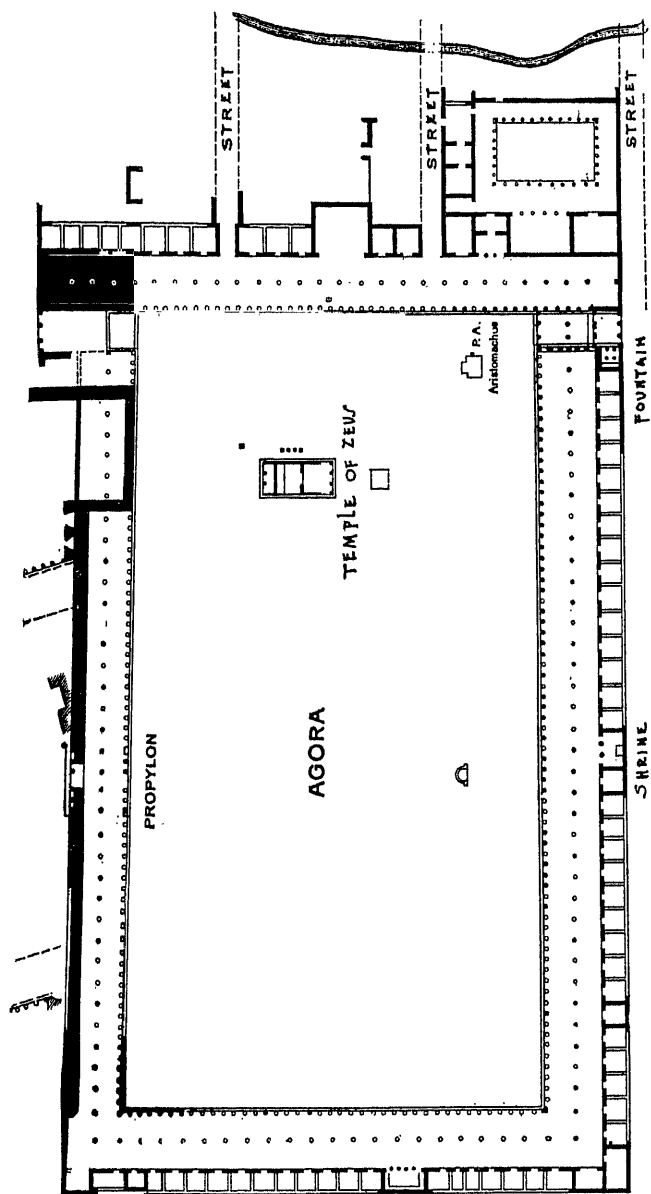 STREET
STREET
STREET
P.A.
Aristomachus
FOUNTAIN
TEMPLE OF ZEUS
AGORA
PROPYLON
SHRINE